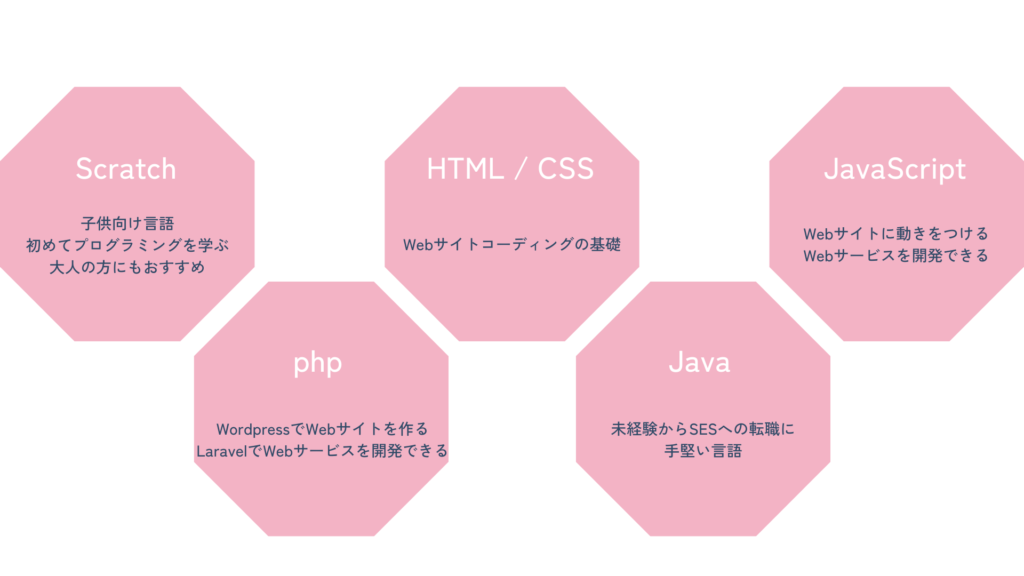 Scratch
子供向け言語
初めてプログラミングを学ぶ
大人の方にもおすすめ
HTML / CSS
Webサイトコーディングの基礎
JavaScript
Webサイトに動きをつける
Webサービスを開発できる
php
WordpressでWebサイトを作る
LaravelでWebサービスを開発できる
Java
未経験からSESへの転職に
手堅い言語